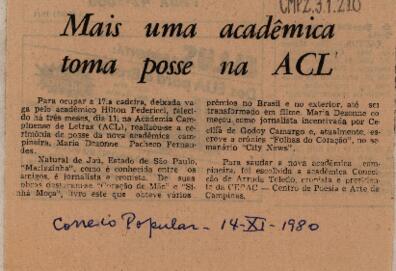 CMP2.3.1.210
Mais uma acadêmica
toma posse na ACL
Para ocupar a 17.a cadeira, deixada va
ga pelo acadêmico Hilton Federici, faleci
do há três meses, dia 11, na Academia Cam
pinense de Letras (ACL), realizou-se a ce
rimônia de posse da nova acadêmica cam
pineira, Maria Dezonne Pacheco Fernan-
des.
Natural de Jaú, Estado de São Paulo,
"Marizinha", como é conhecida entre os
amigos, é jornalista e cronista. De suas
obras destacam-se "Coração de Mãe" e "Si
nhá Moça", livro este que obteve vários
prêmios no Brasil e no exterior, até ser
transformado em filme. Maria Dezonne co
meçou, como jornalista incentivada por Ce
cília de Godoy Camargo e, atualmente, es
creve a crônica "Folhas do Coração", no se
manário "City News".
Para saudar a nova acadêmica cam
pineira, foi escolhida a acadêmica Concei
ção de Arruda Toledo, cronista e presiden
te da CEPAC — Centro de Poesia e Arte de
Campinas.
Correio Popular - 14-XI-1980